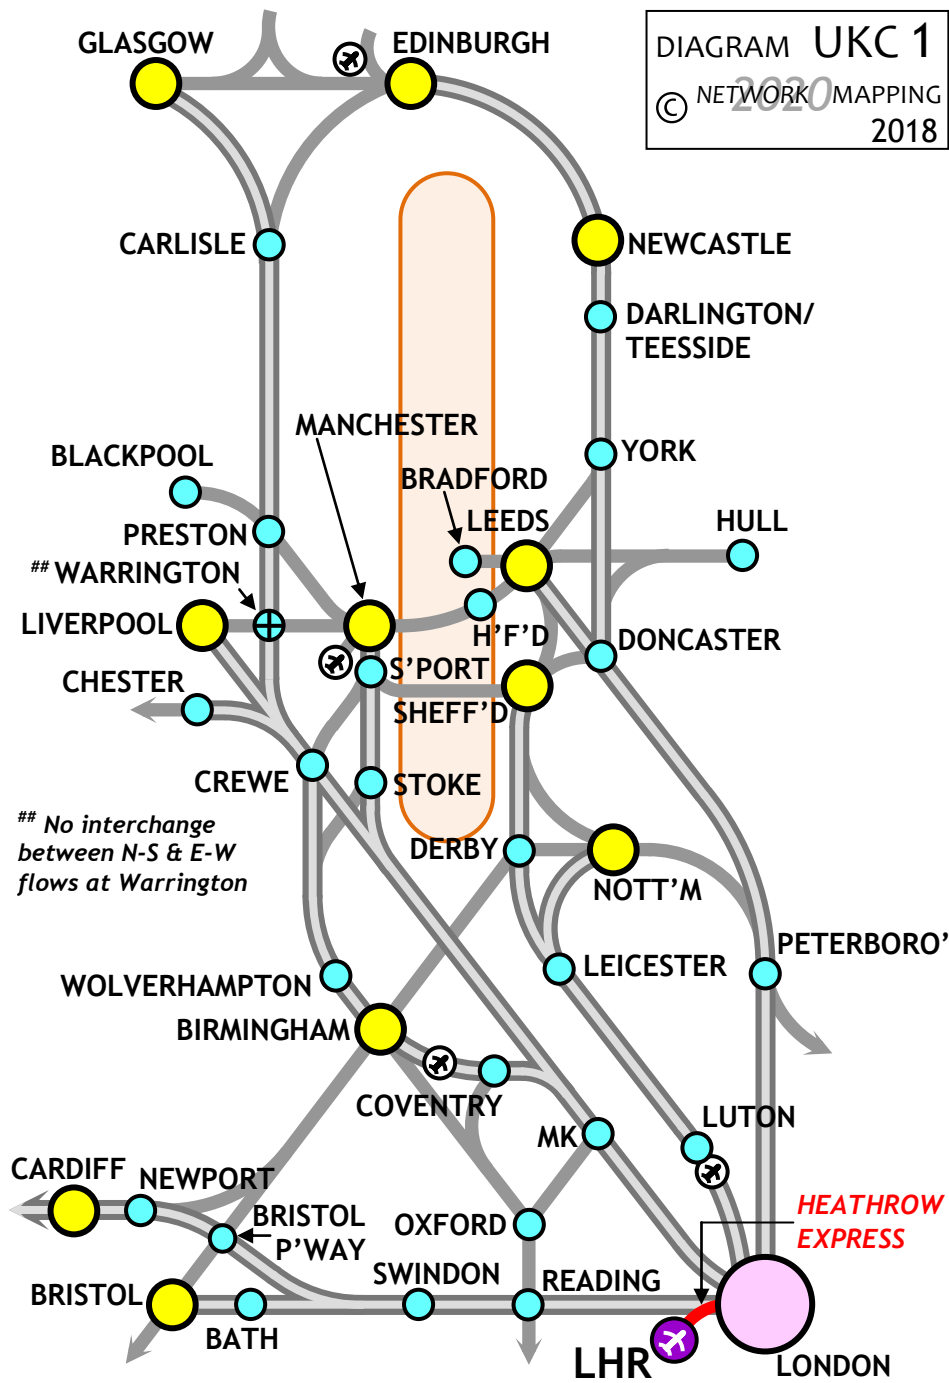 DIAGRAM UKC 1
© NETWORK 2020 MAPPING
2018
GLASGOW
EDINBURGH
CARLISLE
NEWCASTLE
DARLINGTON/
TEESSIDE
MANCHESTER
BLACKPOOL
BRADFORD
YORK
LEEDS
HULL
PRESTON
## WARRINGTON
LIVERPOOL
H'F'D
DONCASTER
S'PORT
CHESTER
SHEFF'D
CREWE
STOKE
## No interchange
between N-S & E-W
flows at Warrington
DERBY
NOTT'M
PETERBORO'
LEICESTER
WOLVERHAMPTON
BIRMINGHAM
COVENTRY
MK
LUTON
CARDIFF
NEWPORT
BRISTOL
P'WAY
OXFORD
HEATHROW
EXPRESS
SWINDON
READING
BRISTOL
BATH
LHR
LONDON